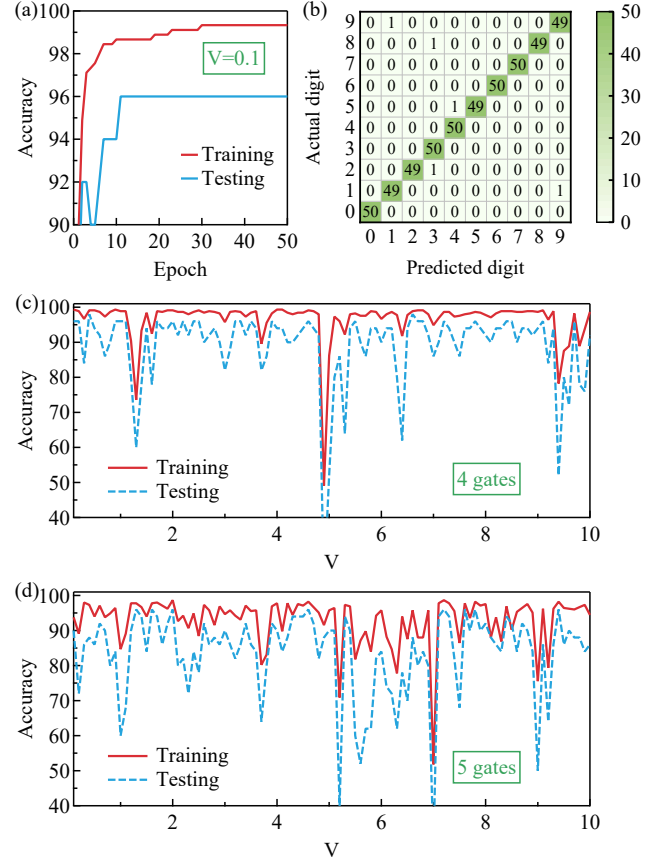 (a)
100
98
96
94
92
90
Accuracy
V=0.1
Training
Testing
0 10 20 30 40 50
Epoch
(b)
9 0 1 0 0 0 0 0 0 0 49
8 0 0 0 1 0 0 0 0 49 0
7 0 0 0 0 0 0 0 50 0 0
6 0 0 0 0 0 0 50 0 0 0
5 0 0 0 0 1 49 0 0 0 0
4 0 0 0 0 50 0 0 0 0 0
3 0 0 0 50 0 0 0 0 0 0
2 0 0 49 1 0 0 0 0 0 0
1 0 49 0 0 0 0 0 0 0 1
0 50 0 0 0 0 0 0 0 0 0
0 1 2 3 4 5 6 7 8 9
Actual digit
Predicted digit
50
40
30
20
10
0
(c)
100
90
80
70
60
50
40
Accuracy
Training
Testing
4 gates
2 4 6 8 10
V
(d)
100
90
80
70
60
50
40
Accuracy
Training
Testing
5 gates
2 4 6 8 10
V